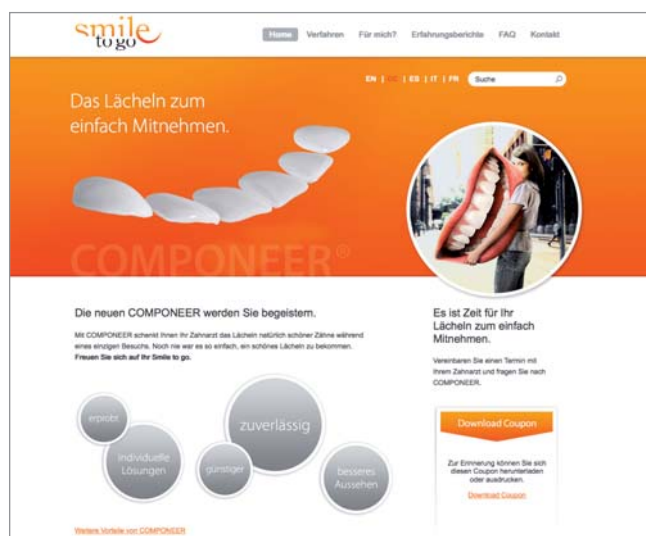 smile
to go
Home Verfahren Für mich? Erfahrungsberichte FAQ Kontakt
EN | | ES | IT | FR Suche
Das Lächeln zum
einfach Mitnehmen.
COMPONEER®
Die neuen COMPONEER werden Sie begeistern.
Mit COMPONEER schenkt Ihnen Ihr Zahnarzt das Lächeln natürlich schöner Zähne während
eines einzigen Besuchs. Noch nie war es so einfach, ein schönes Lächeln zu bekommen.
Freuen Sie sich auf Ihr Smile to go.
erprobt
individuelle
Lösungen
günstiger
zuverlässig
besseres
Aussehen
Weitere Vorteile von COMPONEER
Es ist Zeit für Ihr
Lächeln zum einfach
Mitnehmen.
Vereinbaren Sie einen Termin mit
Ihrem Zahnarzt und fragen Sie nach
COMPONEER.
Download Coupon
Zur Erinnerung können Sie sich
diesen Coupon herunterladen
oder ausdrucken.
Download Coupon